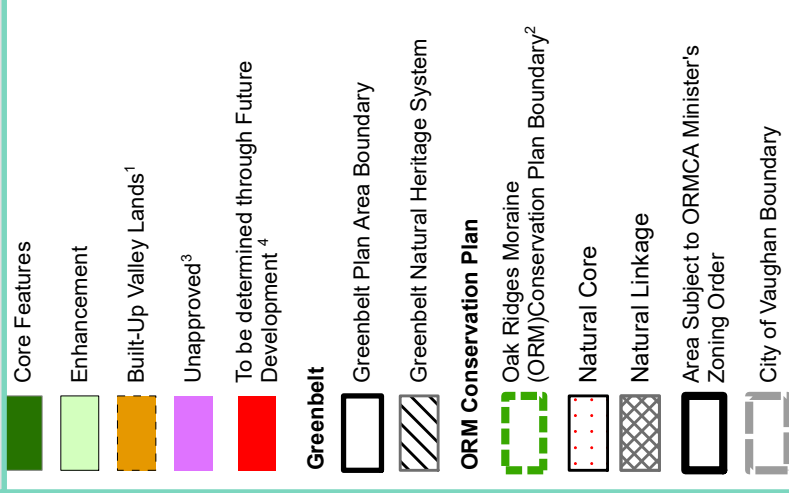 Core Features
Enhancement
Built-Up Valley Lands¹
Unapproved³
To be determined through Future
Development ⁴
Greenbelt
Greenbelt Plan Area Boundary
Greenbelt Natural Heritage System
ORM Conservation Plan
Oak Ridges Moraine
(ORM)Conservation Plan Boundary²
Natural Core
Natural Linkage
Area Subject to ORMCA Minister's
Zoning Order
City of Vaughan Boundary